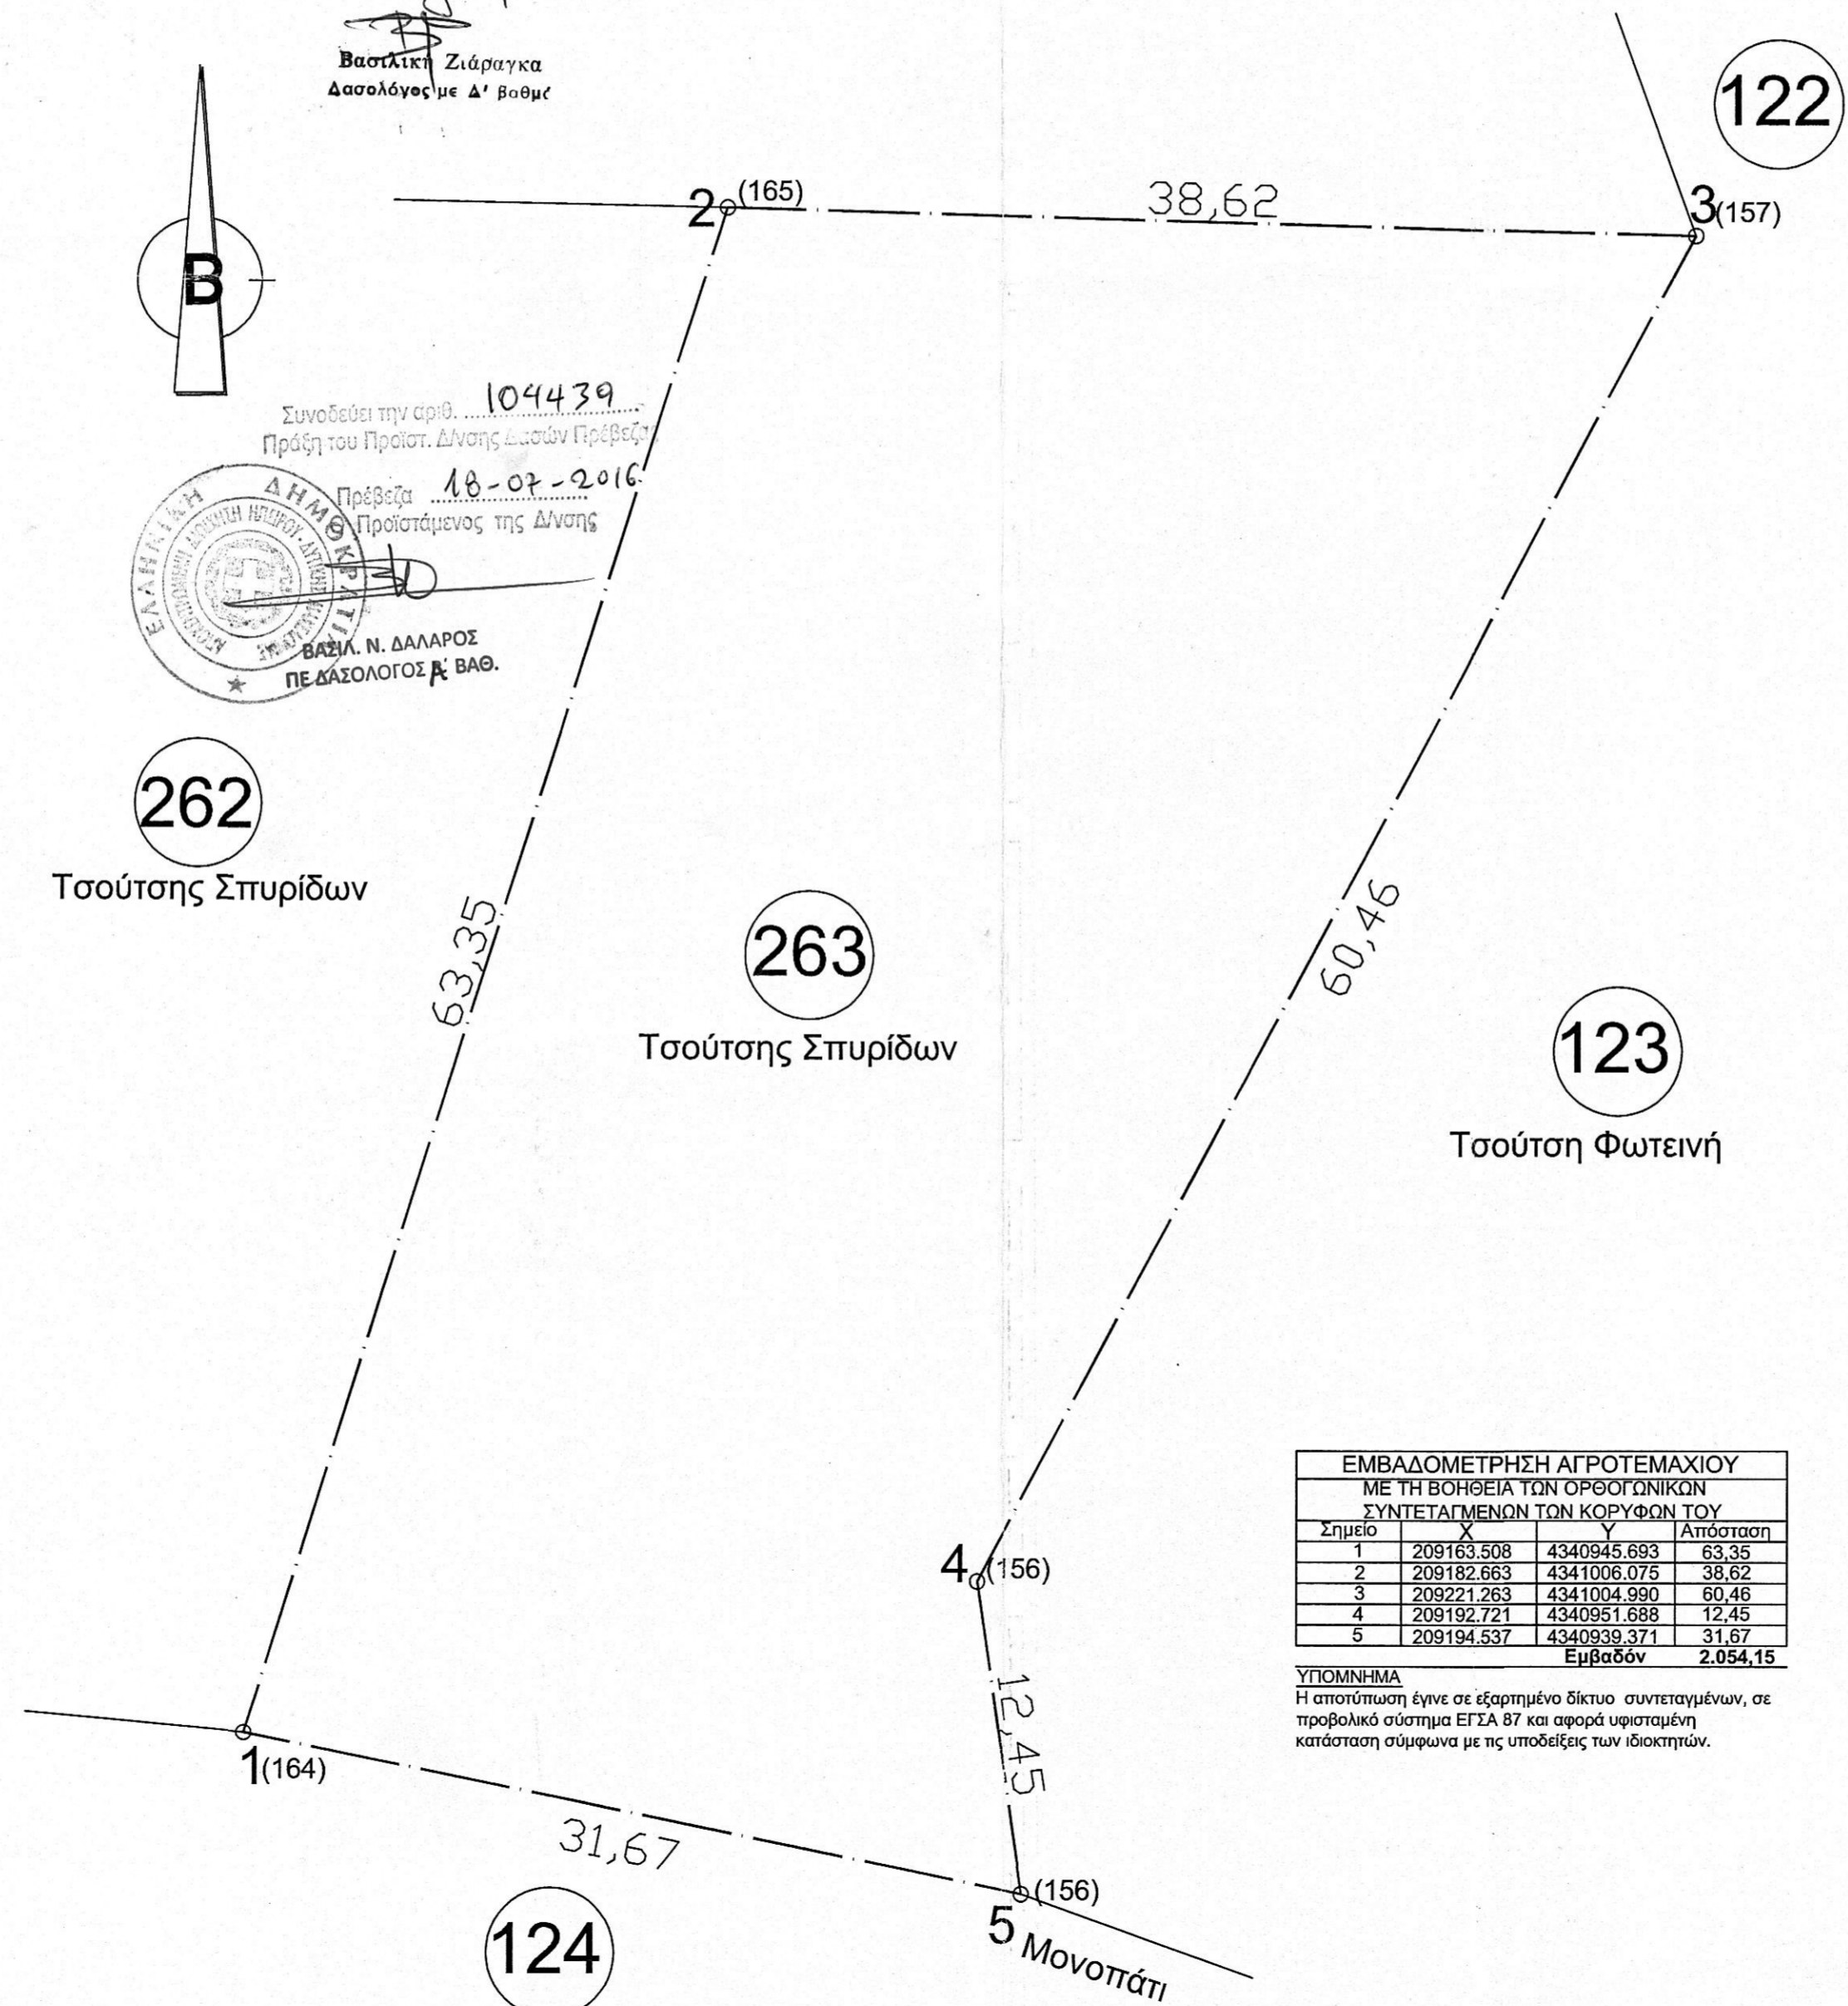 Βασιλική Ζιάραγκα
Δασολόγος με Δ' βαθμό
122
2 (165)
38,62
3 (157)
Β
Συνοδεύει την αριθ. 104439
Πράξη του Προϊστ. Δ/νσης Δασών Πρέβεζας
Πρέβεζα 18-07-2016
Ο Προϊστάμενος της Δ/νσης
ΕΛΛΗΝΙΚΗ ΔΗΜΟΚΡΑΤΙΑ
ΒΑΣΙΛ. Ν. ΔΑΛΑΡΟΣ
ΠΕ ΔΑΣΟΛΟΓΟΣ Α' ΒΑΘ.
262
Τσούτσης Σπυρίδων
63,35
263
Τσούτσης Σπυρίδων
60,46
123
Τσούτση Φωτεινή
4 (156)
12,45
ΕΜΒΑΔΟΜΕΤΡΗΣΗ ΑΓΡΟΤΕΜΑΧΙΟΥ
ΜΕ ΤΗ ΒΟΗΘΕΙΑ ΤΩΝ ΟΡΘΟΓΩΝΙΚΩΝ
ΣΥΝΤΕΤΑΓΜΕΝΩΝ ΤΩΝ ΚΟΡΥΦΩΝ ΤΟΥ
Σημείο Χ Υ Απόσταση
1 209163.508 4340945.693 63,35
2 209182.663 4341006.075 38,62
3 209221.263 4341004.990 60,46
4 209192.721 4340951.688 12,45
5 209194.537 4340939.371 31,67
Εμβαδόν 2.054,15
ΥΠΟΜΝΗΜΑ
Η αποτύπωση έγινε σε εξαρτημένο δίκτυο συντεταγμένων, σε
προβολικό σύστημα ΕΓΣΑ 87 και αφορά υφισταμένη
κατάσταση σύμφωνα με τις υποδείξεις των ιδιοκτητών.
1 (164)
31,67
5 (156)
Μονοπάτι
124